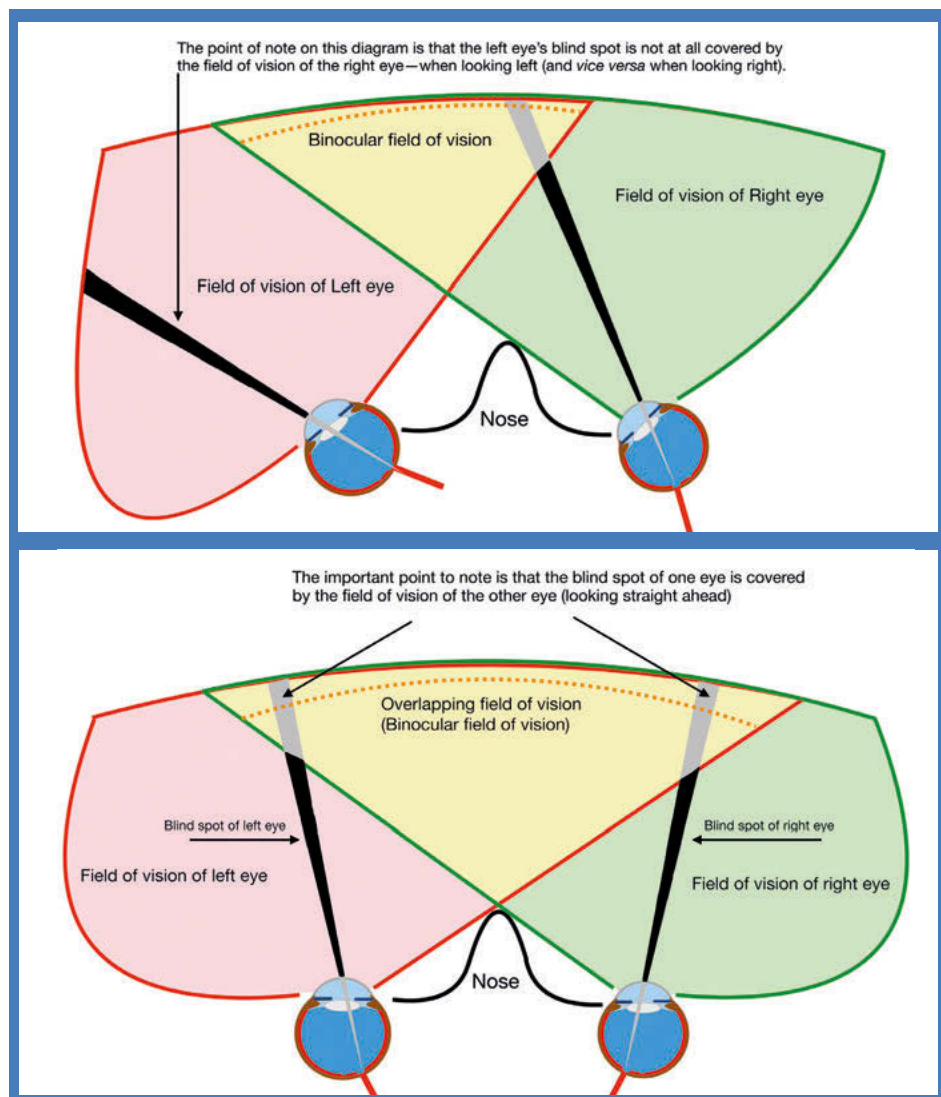 The point of note on this diagram is that the left eye's blind spot is not at all covered by
the field of vision of the right eye—when looking left (and vice versa when looking right).
Binocular field of vision
Field of vision of Right eye
Field of vision of Left eye
Nose
The important point to note is that the blind spot of one eye is covered
by the field of vision of the other eye (looking straight ahead)
Overlapping field of vision
(Binocular field of vision)
Blind spot of left eye
Blind spot of right eye
Field of vision of left eye
Field of vision of right eye
Nose